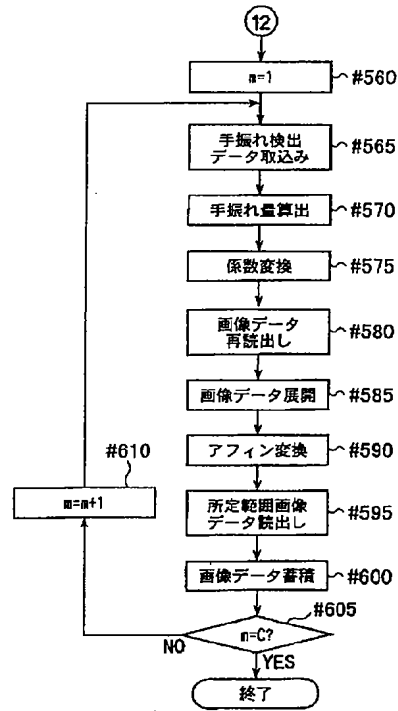 12
m=1
#560
手振れ検出
データ取込み
#565
手振れ量算出
#570
係数変換
#575
画像データ
再読出し
#580
画像データ展開
#585
アフィン変換
#590
#610
m=m+1
所定範囲画像
データ読出し
#595
画像データ蓄積
#600
#605
m=C?
NO
YES
終了